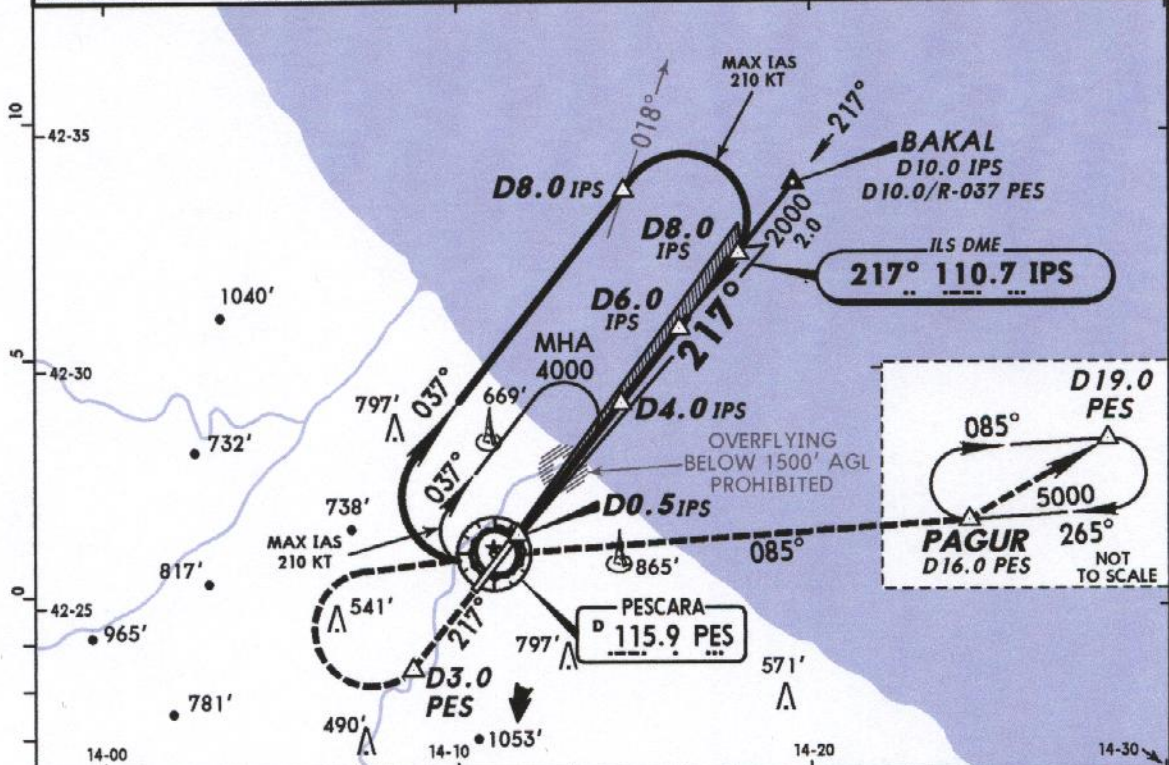 MAX IAS
210 KT
018°
217°
BAKAL
D10.0 IPS
D10.0/R-037 PES
10
42-35
D8.0 IPS
2000
2.0
D8.0
IPS
ILS DME
217° 110.7 IPS
1040'
D6.0
IPS
217°
MHA
4000
5
42-30
037°
669'
797'
D4.0 IPS
D19.0
PES
085°
732'
037°
OVERFLYING
BELOW 1500' AGL
PROHIBITED
738'
D0.5 IPS
5000
265°
MAX IAS
210 KT
085°
PAGUR
D16.0 PES
NOT
TO SCALE
865'
817'
0
42-25
541'
217°
PESCARA
D 115.9 PES
965'
797'
571'
D3.0
PES
781'
490'
1053'
14-00
14-10
14-20
14-30